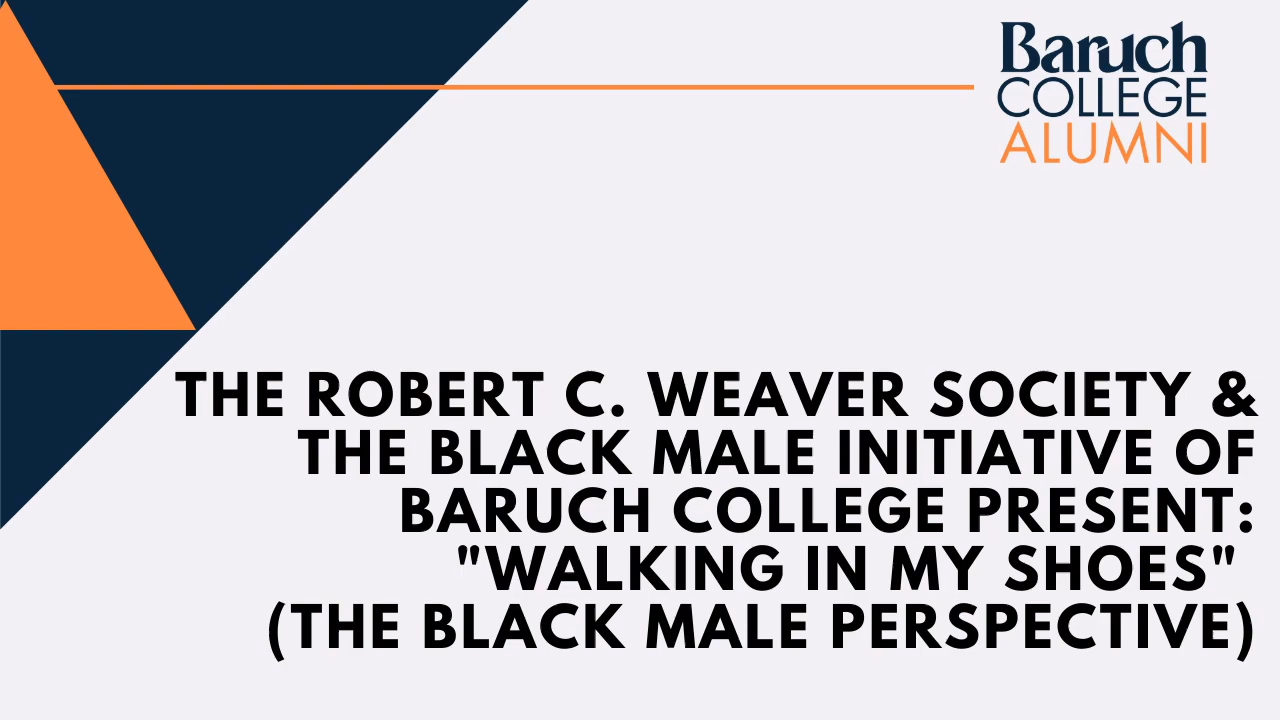 Baruch
COLLEGE
ALUMNI
THE ROBERT C. WEAVER SOCIETY &
THE BLACK MALE INITIATIVE OF
BARUCH COLLEGE PRESENT:
"WALKING IN MY SHOES"
(THE BLACK MALE PERSPECTIVE)